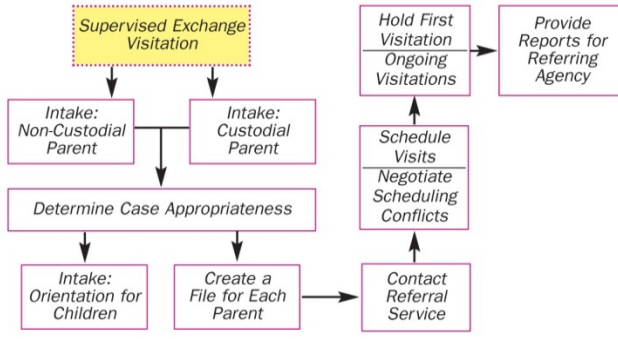 Supervised Exchange
Visitation
Intake:
Non-Custodial
Parent
Intake:
Custodial
Parent
Determine Case Appropriateness
Intake:
Orientation for
Children
Create a
File for Each
Parent
Contact
Referral
Service
Schedule
Visits
Negotiate
Scheduling
Conflicts
Hold First
Visitation
Ongoing
Visitations
Provide
Reports for
Referring
Agency